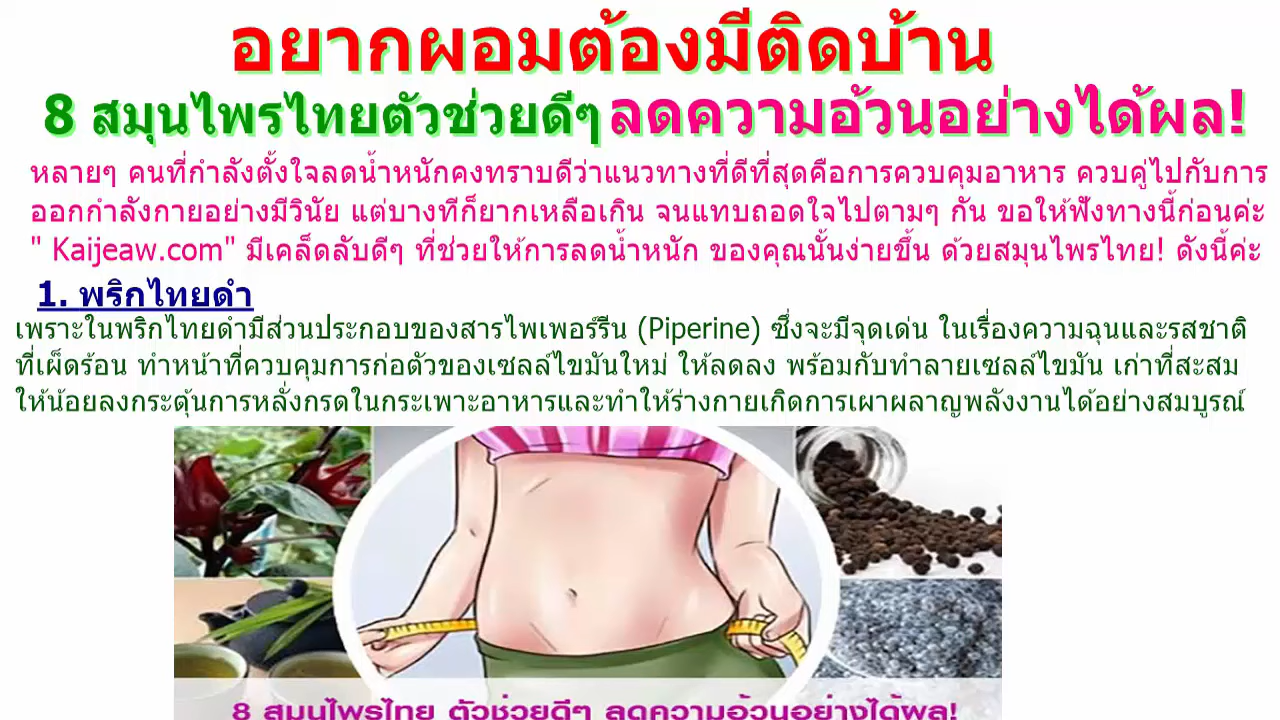 อยากผอมต้องมีติดบ้าน
8 สมุนไพรไทยตัวช่วยดีๆ ลดความอ้วนอย่างได้ผล!
หลายๆ คนที่กำลังตั้งใจลดน้ำหนักคงทราบดีว่าแนวทางที่ดีที่สุดคือการควบคุมอาหาร ควบคู่ไปกับการ
ออกกำลังกายอย่างมีวินัย แต่บางทีก็ยากเหลือเกิน จนแทบถอดใจไปตามๆ กัน ขอให้ฟังทางนี้ก่อนค่ะ
" Kaijeaw.com" มีเคล็ดลับดีๆ ที่ช่วยให้การลดน้ำหนัก ของคุณนั้นง่ายขึ้น ด้วยสมุนไพรไทย! ดังนี้ค่ะ
1. พริกไทยดำ
เพราะในพริกไทยดำมีส่วนประกอบของสารไพเพอร์รีน (Piperine) ซึ่งจะมีจุดเด่น ในเรื่องความฉุนและรสชาติ
ที่เผ็ดร้อน ทำหน้าที่ควบคุมการก่อตัวของเซลล์ไขมันใหม่ ให้ลดลง พร้อมกับทำลายเซลล์ไขมัน เก่าที่สะสม
ให้น้อยลงกระตุ้นการหลั่งกรดในกระเพาะอาหารและทำให้ร่างกายเกิดการเผาผลาญพลังงานได้อย่างสมบูรณ์
8 สมุนไพรไทย ตัวช่วยดีๆ ลดความอ้วนอย่างได้ผล!